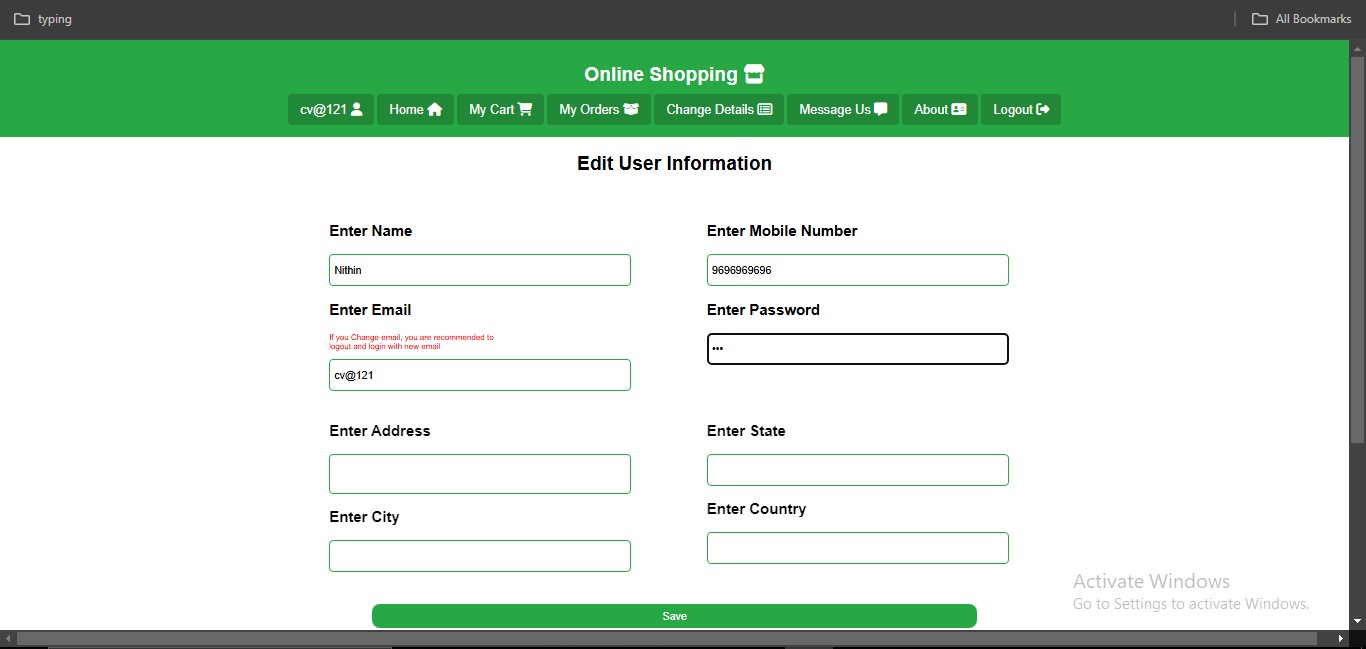 typing
All Bookmarks
Online Shopping
cv@121 Home My Cart My Orders Change Details Message Us About Logout
Edit User Information
Enter Name
Nithin
Enter Mobile Number
9696969696
Enter Email
If you Change email, you are recommended to
logout and login with new email
cv@121
Enter Password
•••
Enter Address
Enter State
Enter City
Enter Country
Save
Activate Windows
Go to Settings to activate Windows.